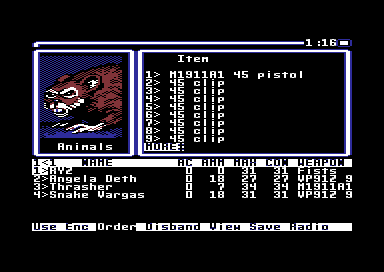 1:16
Item
1> M1911A1 45 pistol
2> 45 clip
3> 45 clip
4> 45 clip
5> 45 clip
6> 45 clip
7> 45 clip
8> 45 clip
9> 45 clip
MORE↓
Animals
1<1 NAME AC AMM MAX CON WEAPON
1>AYZ 0 0 31 31 Fists
2>Angela Deth 0 18 27 27 VP912 9
3>Thrasher 0 7 34 34 M1911A1
4>Snake Vargas 0 18 31 31 VP912 9
Use Enc Order Disband View Save Radio